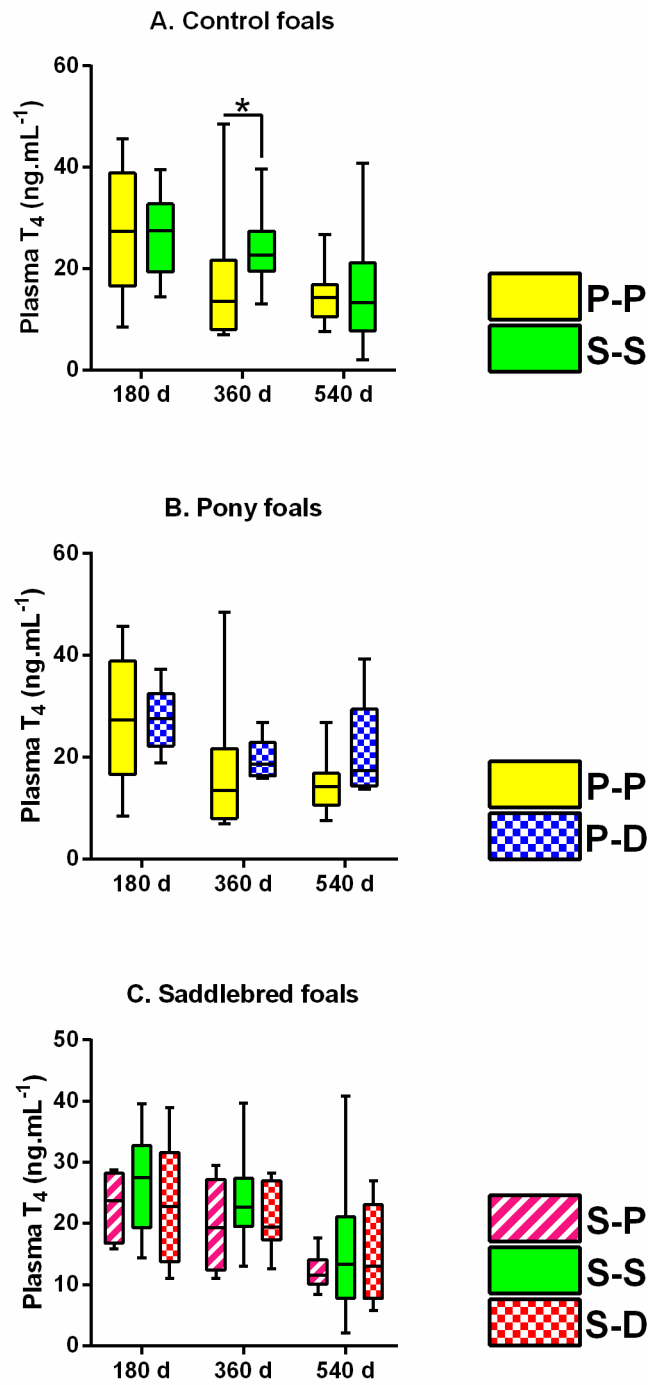 A. Control foals
Plasma T4 (ng.mL-1)
60
40
20
0
*
180 d 360 d 540 d
P-P
S-S
B. Pony foals
Plasma T4 (ng.mL-1)
60
40
20
0
180 d 360 d 540 d
P-P
P-D
C. Saddlebred foals
Plasma T4 (ng.mL-1)
50
40
30
20
10
0
180 d 360 d 540 d
S-P
S-S
S-D